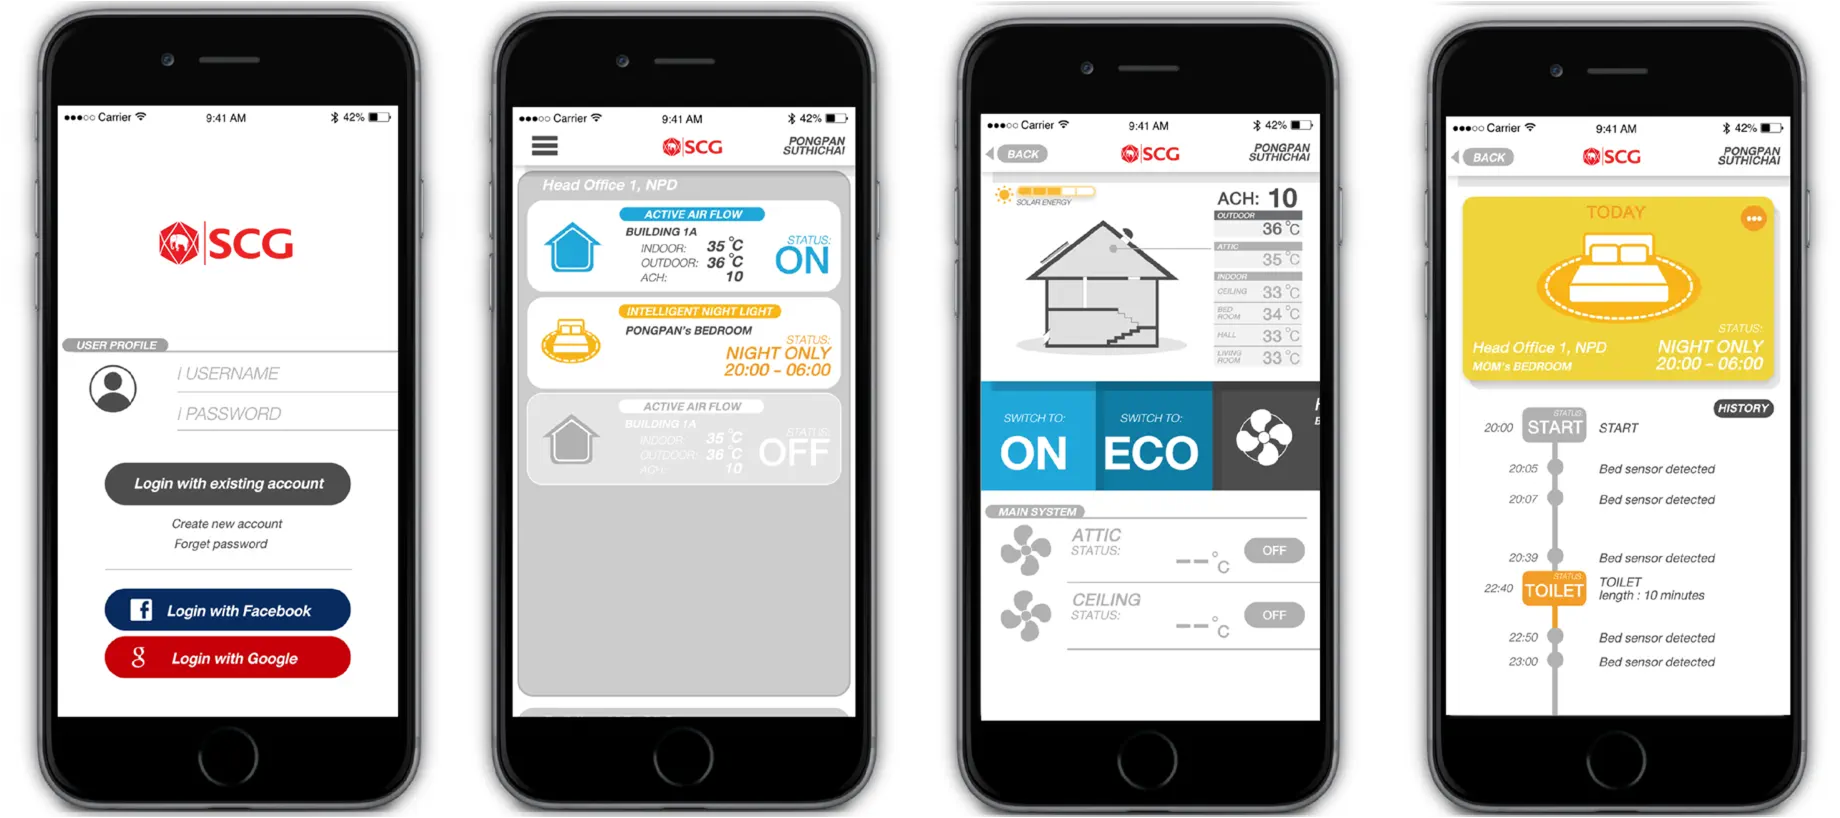 ●●●○○ Carrier 9:41 AM 42%
SCG
USER PROFILE
/ USERNAME
/ PASSWORD
Login with existing account
Create new account
Forget password
f Login with Facebook
g Login with Google
●●●○○ Carrier 9:41 AM 42%
SCG
PONGPAN
SUTHICHAI
Head Office 1, NPD
ACTIVE AIR FLOW
BUILDING 1A
INDOOR: 35 °C
OUTDOOR: 36 °C
ACH: 10
STATUS:
ON
INTELLIGENT NIGHT LIGHT
PONGPAN's BEDROOM
STATUS:
NIGHT ONLY
20:00 - 06:00
ACTIVE AIR FLOW
BUILDING 1A
INDOOR: 35 °C
OUTDOOR: 36 °C
ACH: 10
STATUS:
OFF
●●●○○ Carrier 9:41 AM 42%
BACK
SCG
PONGPAN
SUTHICHAI
SOLAR ENERGY
ACH: 10
OUTDOOR
36 °C
ATTIC
35 °C
INDOOR
CEILING 33 °C
BED ROOM 34 °C
HALL 33 °C
LIVING ROOM 33 °C
SWITCH TO:
ON
SWITCH TO:
ECO
MAIN SYSTEM
ATTIC
STATUS: -- °C OFF
CEILING
STATUS: -- °C OFF
●●●○○ Carrier 9:41 AM 42%
BACK
SCG
PONGPAN
SUTHICHAI
TODAY
Head Office 1, NPD
MOM's BEDROOM
STATUS:
NIGHT ONLY
20:00 - 06:00
HISTORY
20:00 STATUS: START START
20:05 Bed sensor detected
20:07 Bed sensor detected
20:39 Bed sensor detected
22:40 STATUS: TOILET TOILET
length : 10 minutes
22:50 Bed sensor detected
23:00 Bed sensor detected